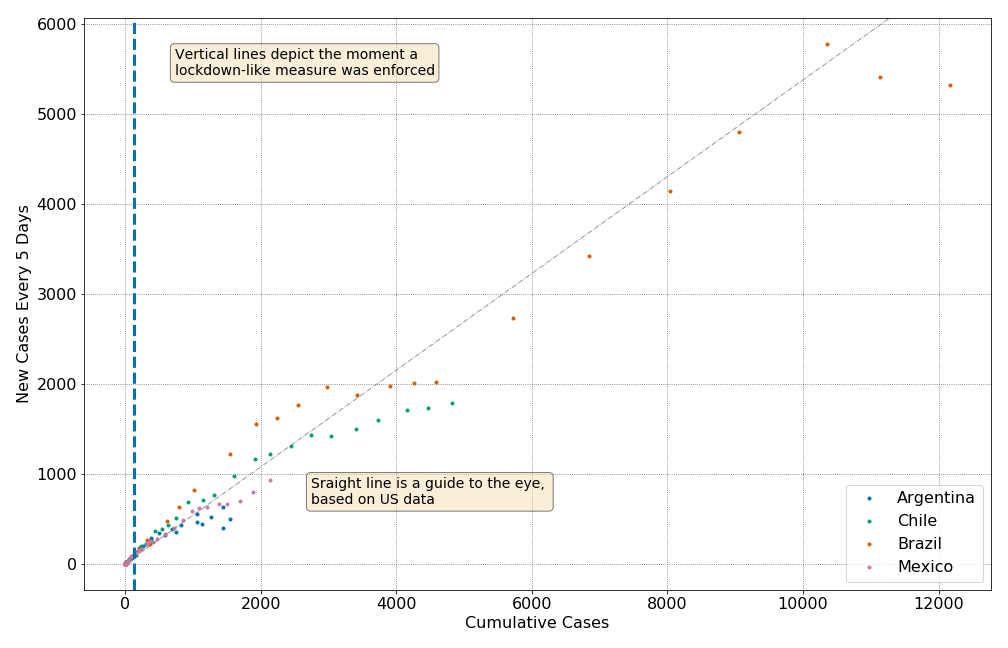 6000
Vertical lines depict the moment a
lockdown-like measure was enforced
5000
4000
New Cases Every 5 Days
3000
2000
1000
Sraight line is a guide to the eye,
based on US data
Argentina
Chile
Brazil
Mexico
0
0 2000 4000 6000 8000 10000 12000
Cumulative Cases